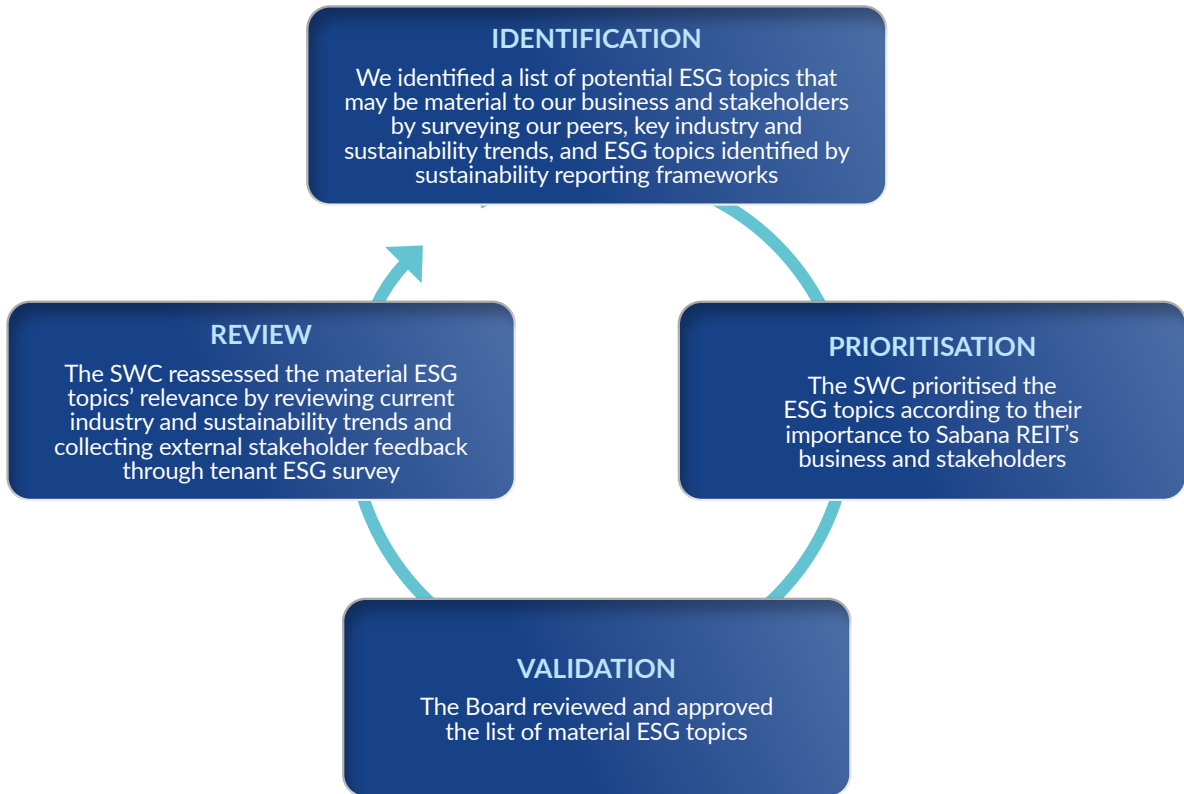 IDENTIFICATION
We identified a list of potential ESG topics that
may be material to our business and stakeholders
by surveying our peers, key industry and
sustainability trends, and ESG topics identified by
sustainability reporting frameworks
REVIEW
The SWC reassessed the material ESG
topics’ relevance by reviewing current
industry and sustainability trends and
collecting external stakeholder feedback
through tenant ESG survey
PRIORITISATION
The SWC prioritised the
ESG topics according to their
importance to Sabana REIT’s
business and stakeholders
VALIDATION
The Board reviewed and approved
the list of material ESG topics